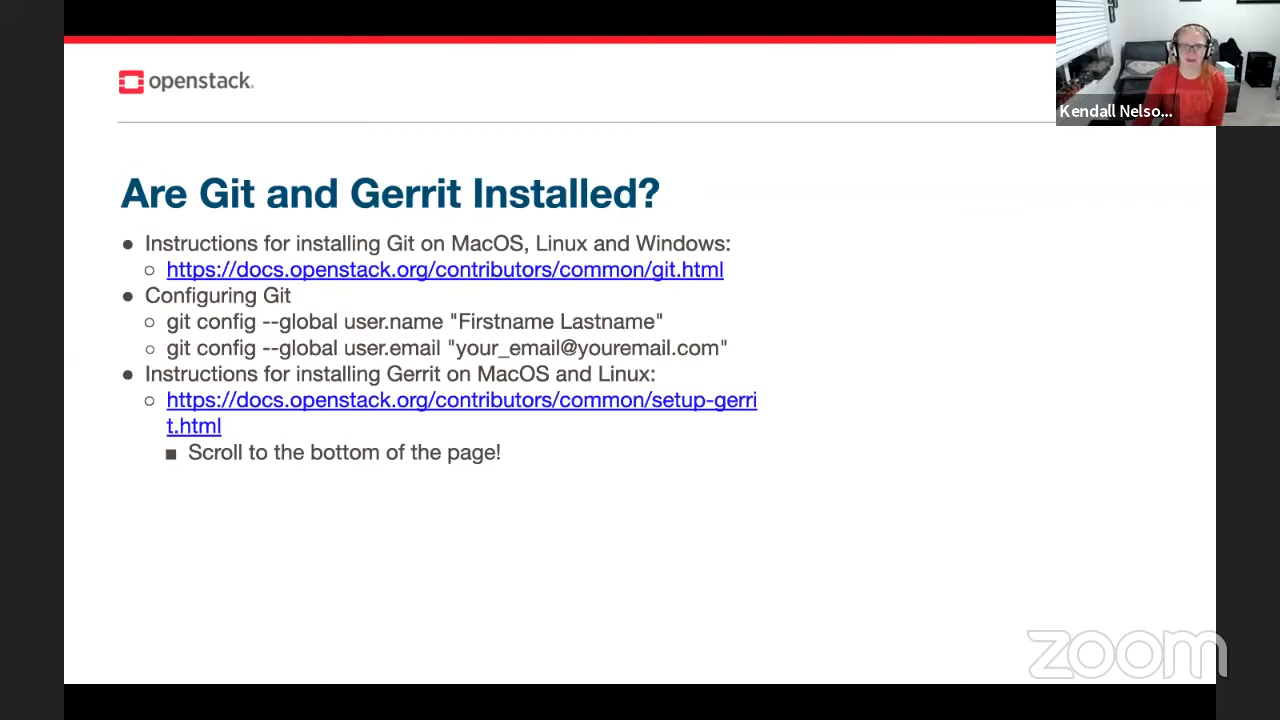 openstack.
Kendall Nelso...
Are Git and Gerrit Installed?
● Instructions for installing Git on MacOS, Linux and Windows:
○ https://docs.openstack.org/contributors/common/git.html
● Configuring Git
○ git config --global user.name "Firstname Lastname"
○ git config --global user.email "your_email@youremail.com"
● Instructions for installing Gerrit on MacOS and Linux:
○ https://docs.openstack.org/contributors/common/setup-gerri
t.html
■ Scroll to the bottom of the page!
zoom